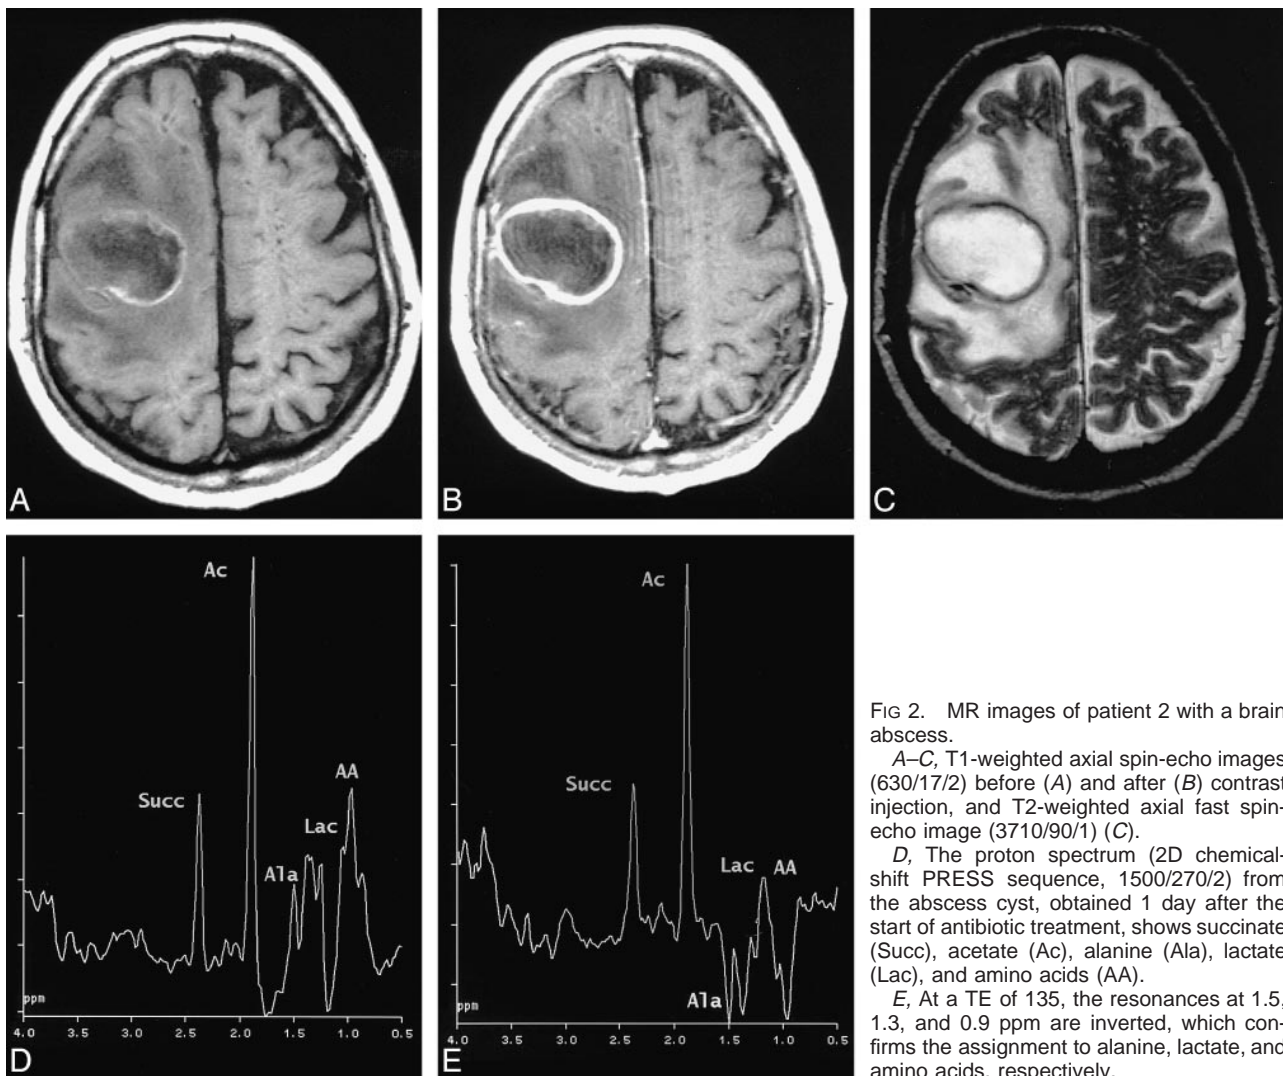 A
B
C
Ac
Succ
Ala
Lac
AA
ppm
4.0 3.5 3.0 2.5 2.0 1.5 1.0 0.5
D
Ac
Succ
Lac
AA
Ala
ppm
4.0 3.5 3.0 2.5 2.0 1.5 1.0 0.5
E
FIG 2. MR images of patient 2 with a brain
abscess.
A–C, T1-weighted axial spin-echo images
(630/17/2) before (A) and after (B) contrast
injection, and T2-weighted axial fast spin-
echo image (3710/90/1) (C).
D, The proton spectrum (2D chemical-
shift PRESS sequence, 1500/270/2) from
the abscess cyst, obtained 1 day after the
start of antibiotic treatment, shows succinate
(Succ), acetate (Ac), alanine (Ala), lactate
(Lac), and amino acids (AA).
E, At a TE of 135, the resonances at 1.5,
1.3, and 0.9 ppm are inverted, which con-
firms the assignment to alanine, lactate, and
amino acids, respectively.